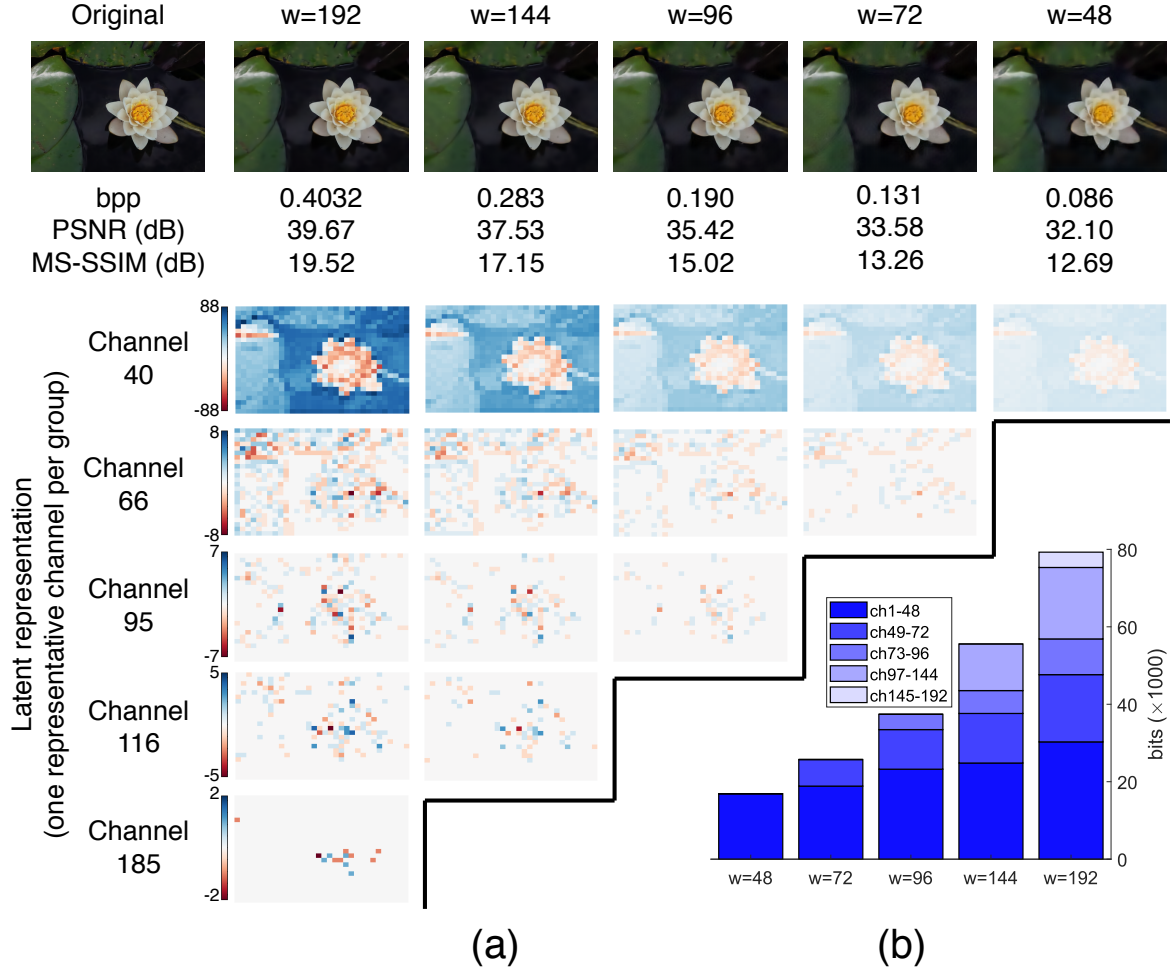 Original w=192 w=144 w=96 w=72 w=48
bpp 0.4032 0.283 0.190 0.131 0.086
PSNR (dB) 39.67 37.53 35.42 33.58 32.10
MS-SSIM (dB) 19.52 17.15 15.02 13.26 12.69
Latent representation
(one representative channel per group)
88
Channel
40
-88
8
Channel
66
-8
7
Channel
95
-7
5
Channel
116
-5
2
Channel
185
-2
ch1-48
ch49-72
ch73-96
ch97-144
ch145-192
80
60
40
20
0
bits (×1000)
w=48 w=72 w=96 w=144 w=192
(a) (b)